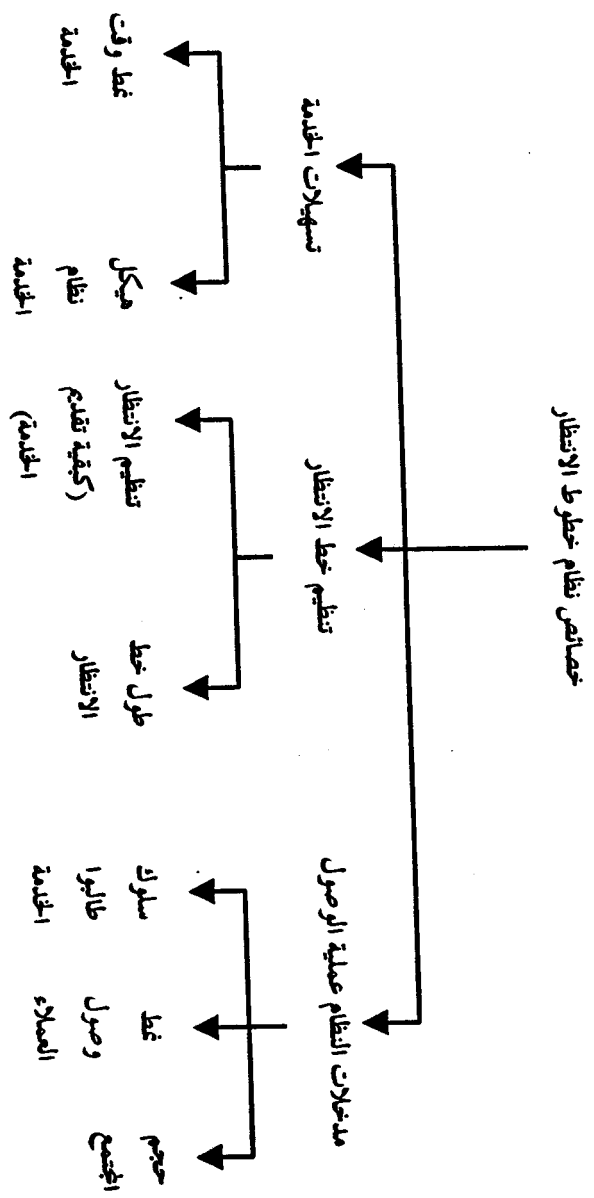 خصائص نظام خطوط الانتظار
مدخلات النظام عملية الوصول
تنظيم خط الانتظار
تسهيلات الخدمة
حجم
المجتمع
نمط
وصول
العملاء
سلوك
طالبوا
الخدمة
طول خط
الانتظار
تنظيم الانتظار
(كيفية تقديم
الخدمة)
هيكل
نظام
الخدمة
نمط وقت
الخدمة